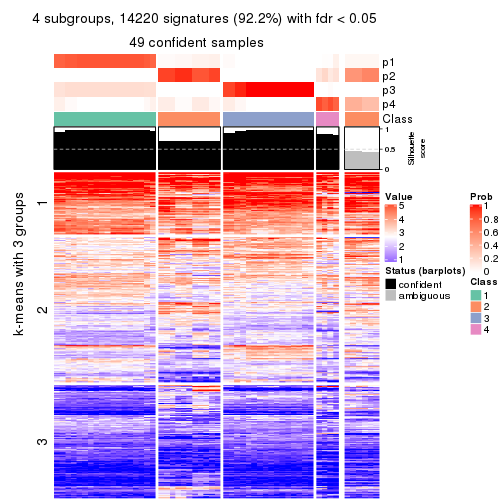 4 subgroups, 14220 signatures (92.2%) with fdr < 0.05
49 confident samples
p1
p2
p3
p4
Class
1
0.5
0
Silhouette
score
k-means with 3 groups
1
2
3
Value
5
4
3
2
1
Status (barplots)
confident
ambiguous
Prob
1
0.8
0.6
0.4
0.2
0
Class
1
2
3
4